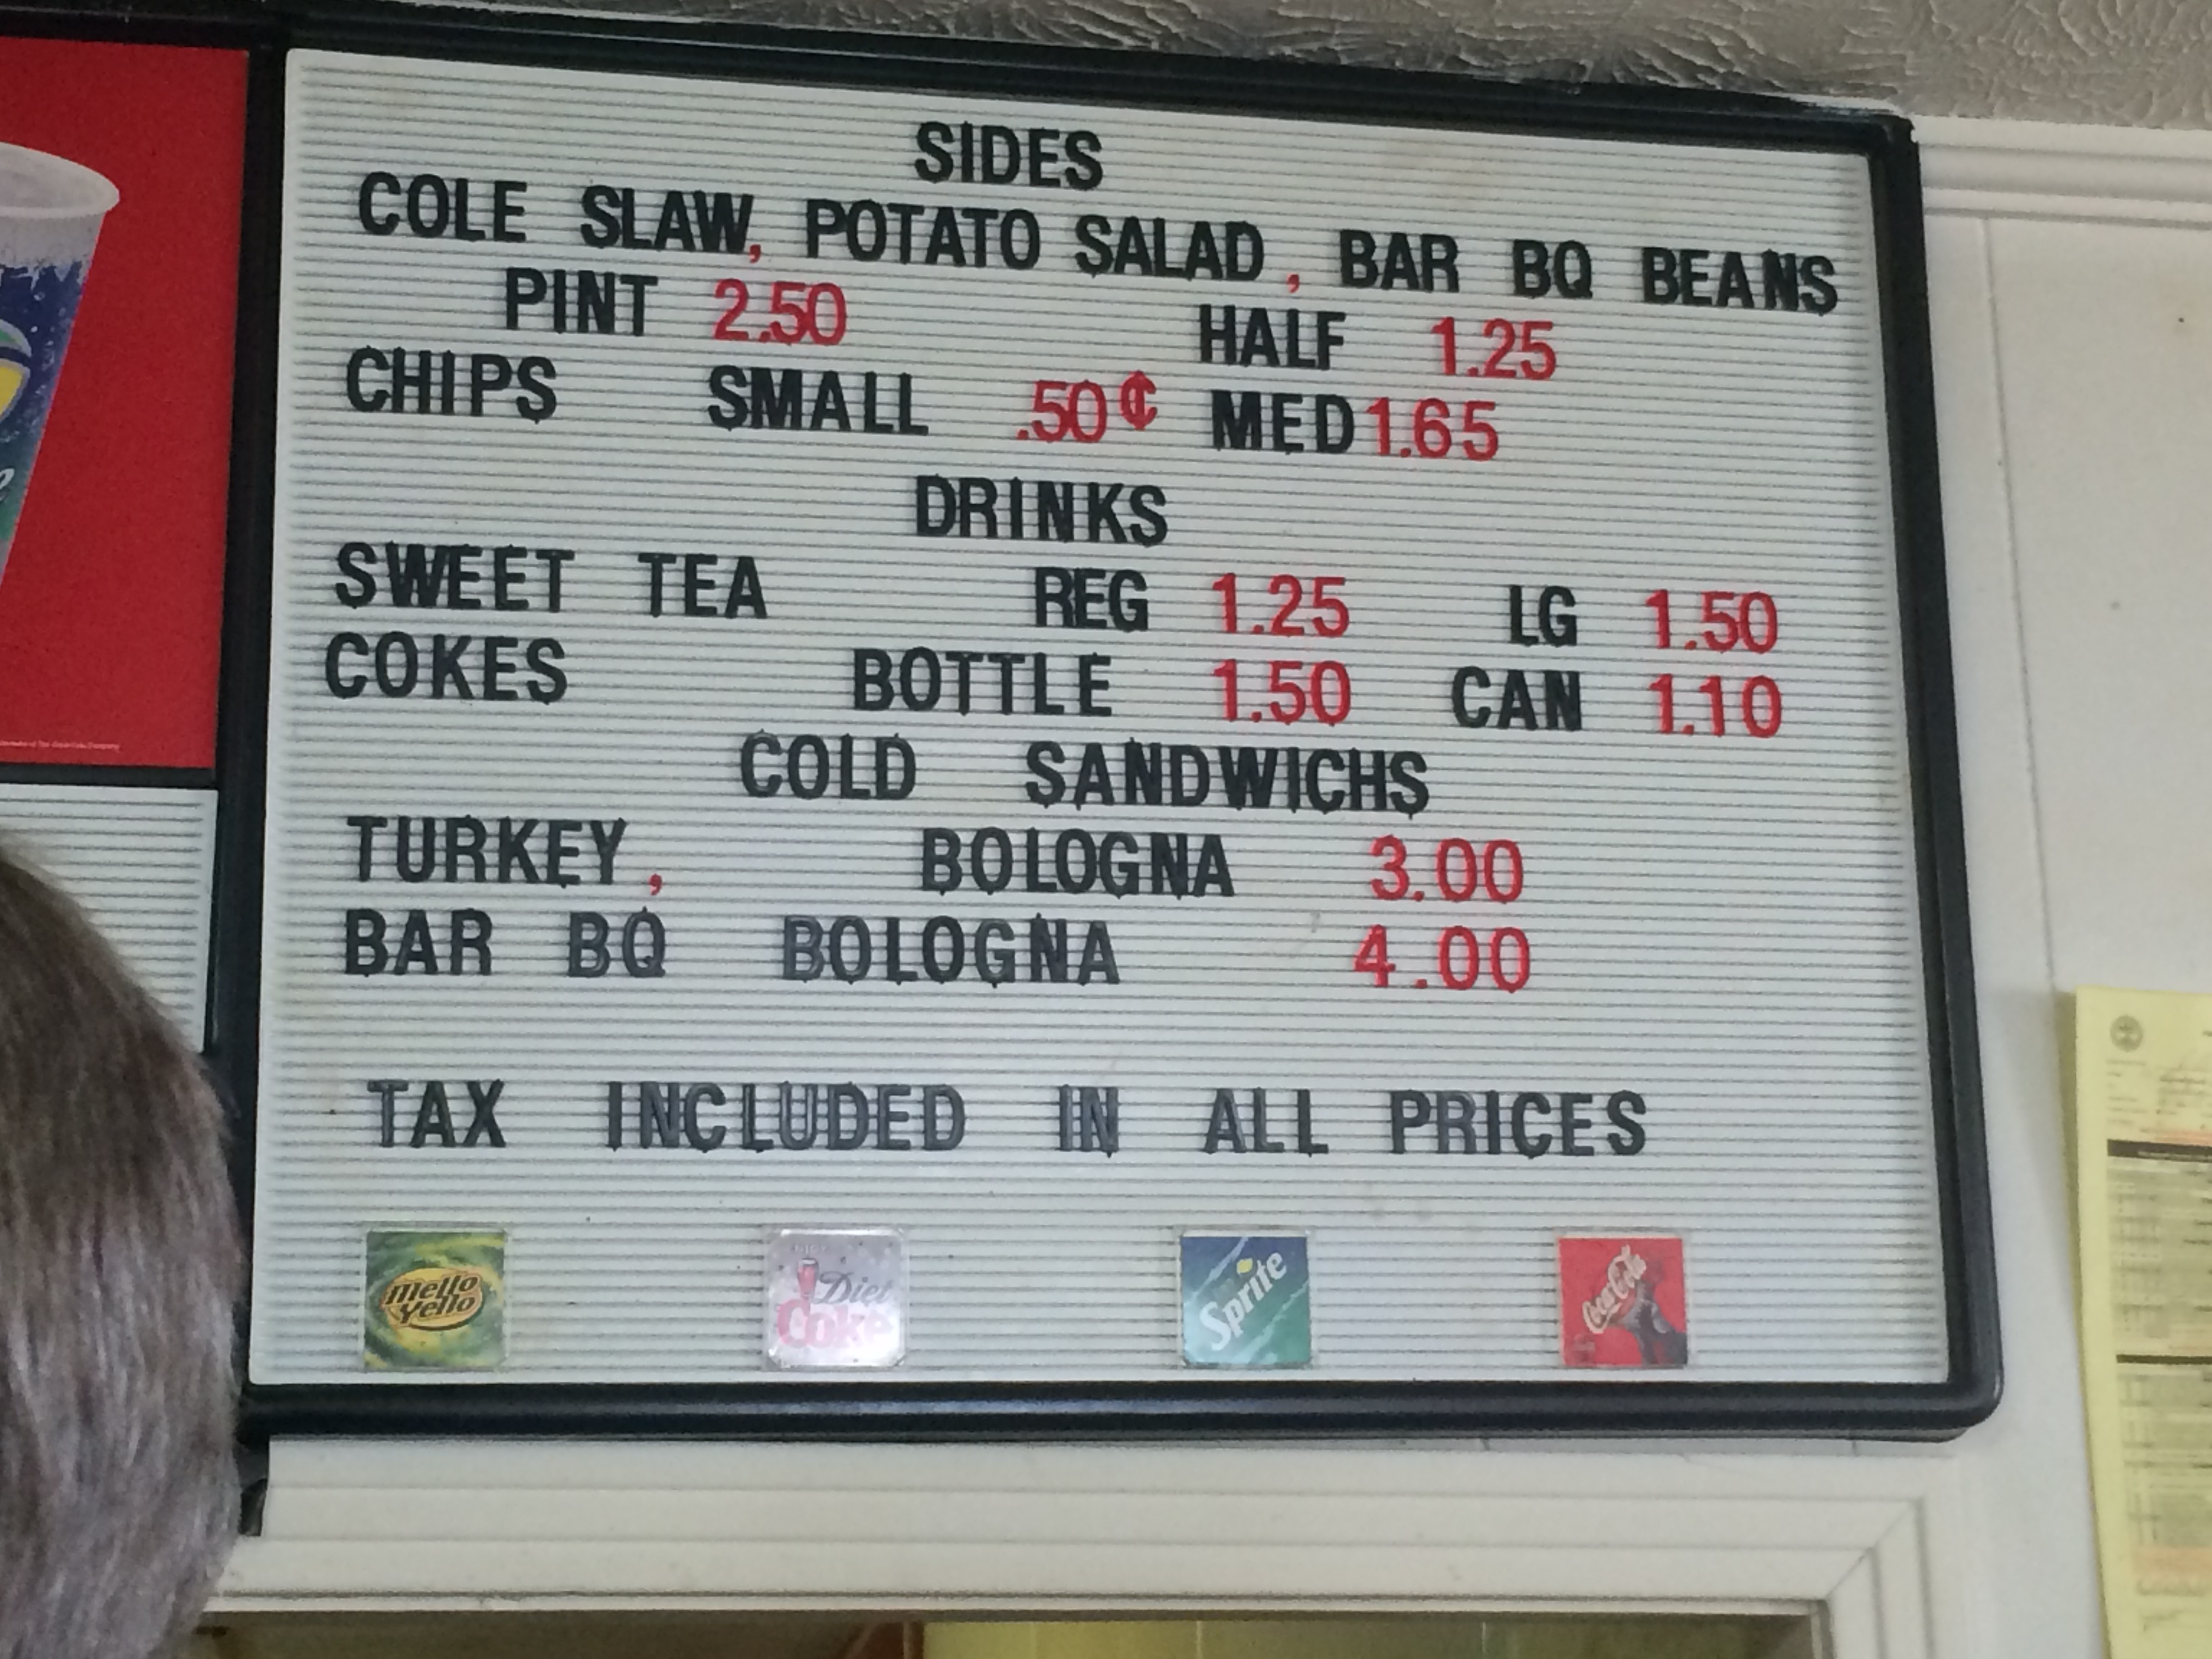 SIDES
COLE SLAW, POTATO SALAD, BAR BQ BEANS
PINT 2.50 HALF 1.25
CHIPS SMALL .50¢ MED 1.65
DRINKS
SWEET TEA REG 1.25 LG 1.50
COKES BOTTLE 1.50 CAN 1.10
COLD SANDWICHS
TURKEY, BOLOGNA 3.00
BAR BQ BOLOGNA 4.00
TAX INCLUDED IN ALL PRICES
Mello Yello Diet Coke Sprite Coca-Cola